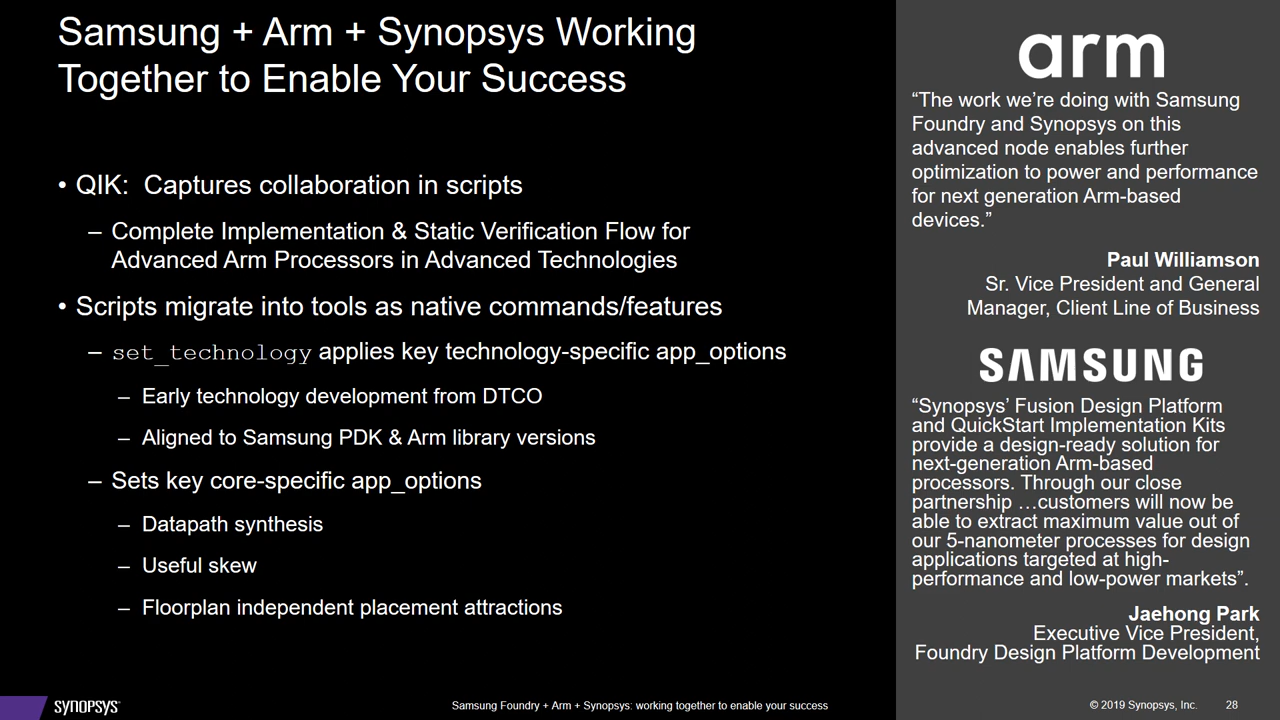 Samsung + Arm + Synopsys Working
Together to Enable Your Success
• QIK:  Captures collaboration in scripts
– Complete Implementation & Static Verification Flow for
Advanced Arm Processors in Advanced Technologies
• Scripts migrate into tools as native commands/features
– set_technology applies key technology-specific app_options
– Early technology development from DTCO
– Aligned to Samsung PDK & Arm library versions
– Sets key core-specific app_options
– Datapath synthesis
– Useful skew
– Floorplan independent placement attractions
arm
“The work we’re doing with Samsung
Foundry and Synopsys on this
advanced node enables further
optimization to power and performance
for next generation Arm-based
devices.”
Paul Williamson
Sr. Vice President and General
Manager, Client Line of Business
SAMSUNG
“Synopsys’ Fusion Design Platform
and QuickStart Implementation Kits
provide a design-ready solution for
next-generation Arm-based
processors. Through our close
partnership …customers will now be
able to extract maximum value out of
our 5-nanometer processes for design
applications targeted at high-
performance and low-power markets”.
Jaehong Park
Executive Vice President,
Foundry Design Platform Development
SYNOPSYS
Samsung Foundry + Arm + Synopsys: working together to enable your success
© 2019 Synopsys, Inc. 28